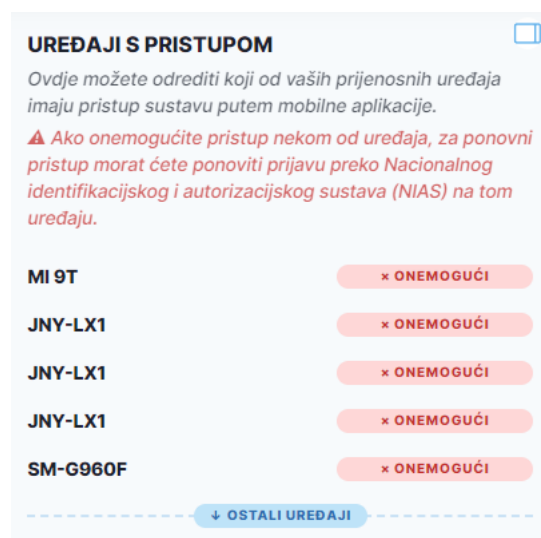 UREĐAJI S PRISTUPOM
Ovdje možete odrediti koji od vaših prijenosnih uređaja
imaju pristup sustavu putem mobilne aplikacije.
⚠ Ako onemogućite pristup nekom od uređaja, za ponovni
pristup morat ćete ponoviti prijavu preko Nacionalnog
identifikacijskog i autorizacijskog sustava (NIAS) na tom
uređaju.
MI 9T × ONEMOGUĆI
JNY-LX1 × ONEMOGUĆI
JNY-LX1 × ONEMOGUĆI
JNY-LX1 × ONEMOGUĆI
SM-G960F × ONEMOGUĆI
↓ OSTALI UREĐAJI